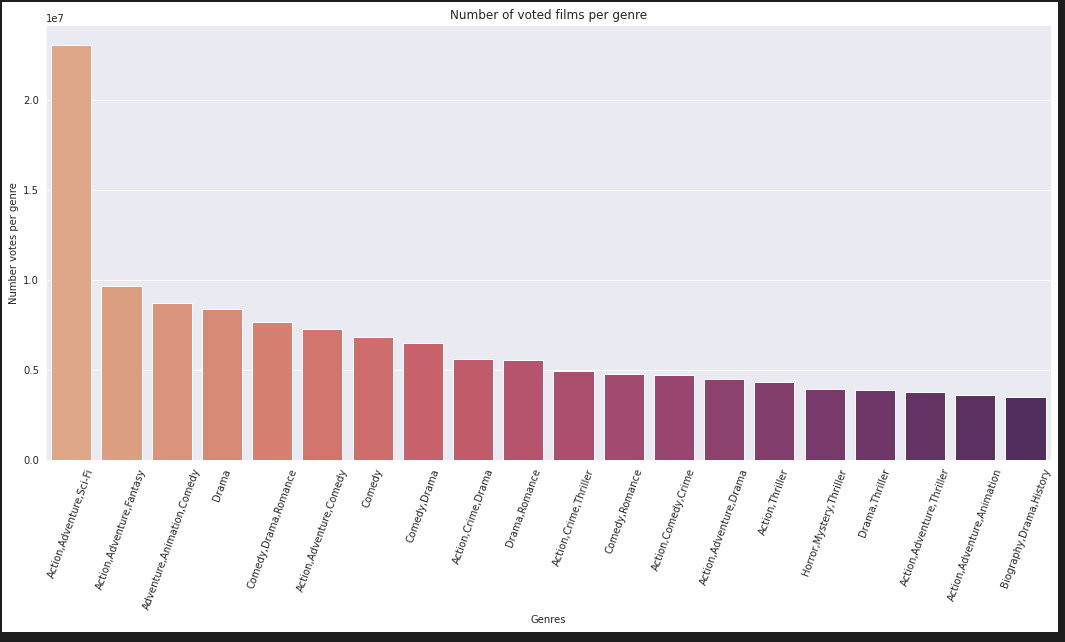 Number of voted films per genre
1e7
2.0
1.5
1.0
0.5
0.0
Number votes per genre
Action,Adventure,Sci-Fi
Action,Adventure,Fantasy
Adventure,Animation,Comedy
Drama
Comedy,Drama,Romance
Action,Adventure,Comedy
Comedy
Comedy,Drama
Action,Crime,Drama
Drama,Romance
Action,Crime,Thriller
Comedy,Romance
Action,Comedy,Crime
Action,Adventure,Drama
Action,Thriller
Horror,Mystery,Thriller
Drama,Thriller
Action,Adventure,Thriller
Action,Adventure,Animation
Biography,Drama,History
Genres